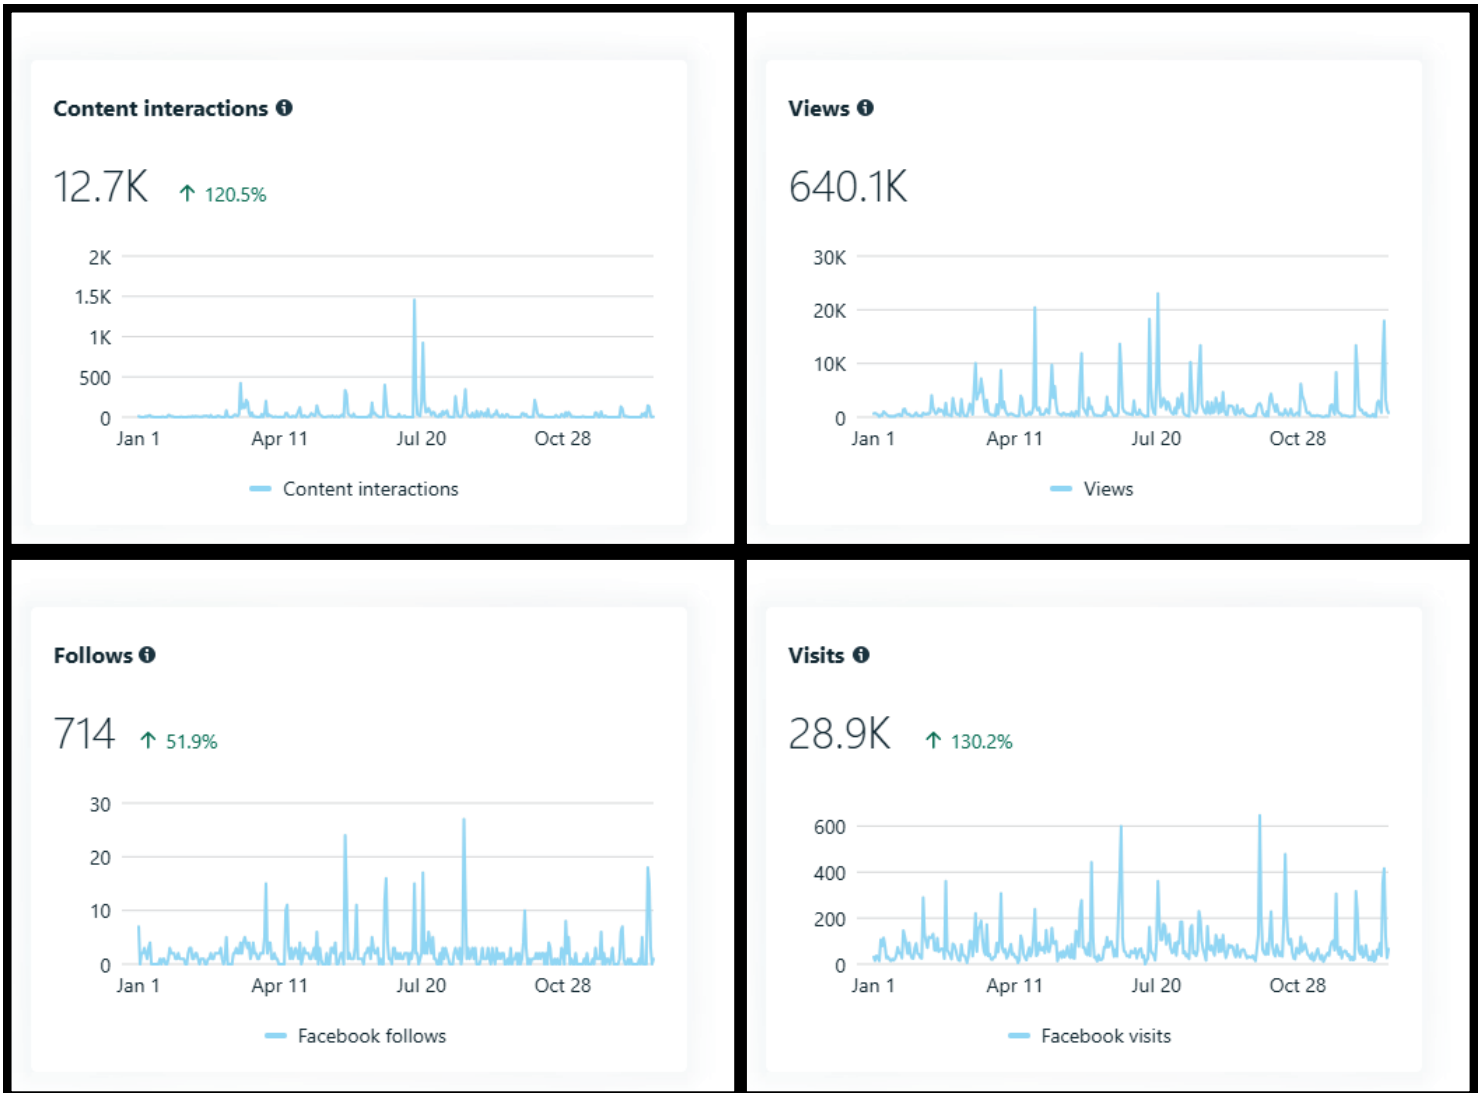 Content interactions
12.7K ↑ 120.5%
2K
1.5K
1K
500
0
Jan 1 Apr 11 Jul 20 Oct 28
Content interactions
Views
640.1K
30K
20K
10K
0
Jan 1 Apr 11 Jul 20 Oct 28
Views
Follows
714 ↑ 51.9%
30
20
10
0
Jan 1 Apr 11 Jul 20 Oct 28
Facebook follows
Visits
28.9K ↑ 130.2%
600
400
200
0
Jan 1 Apr 11 Jul 20 Oct 28
Facebook visits